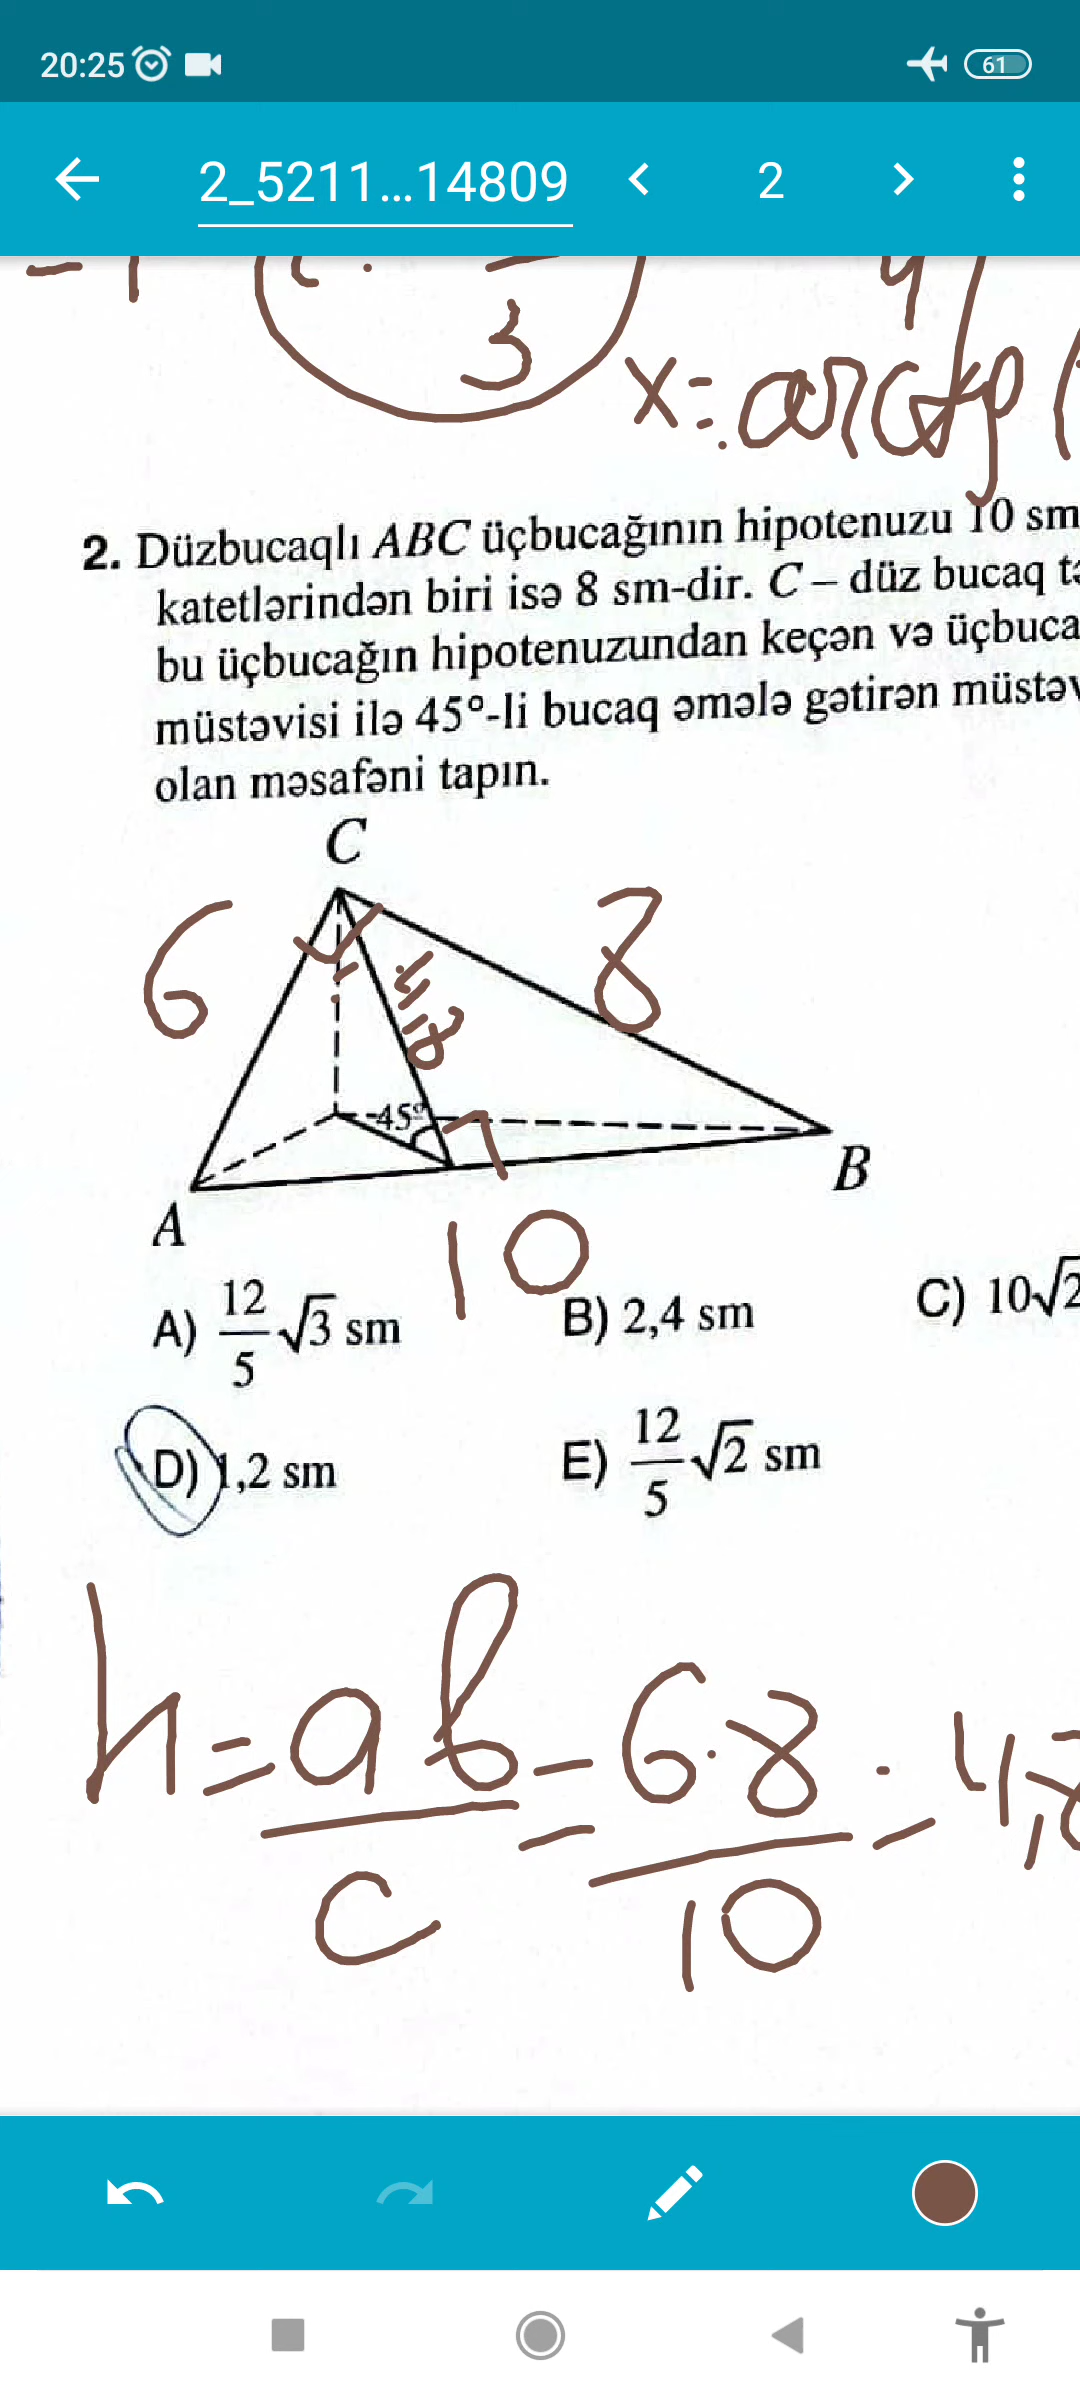 20:25 61
2_5211...14809 < 2 >
3
x = arctg (
2. Düzbucaqlı ABC üçbucağının hipotenuzu 10 sm
katetlərindən biri isə 8 sm-dir. C – düz bucaq tə
bu üçbucağın hipotenuzundan keçən və üçbuca
müstəvisi ilə 45°-li bucaq əmələ gətirən müstəv
olan məsafəni tapın.
C
6 8
45°
B
A
10
A) 12/5 √3 sm B) 2,4 sm C) 10√2
D) 1,2 sm E) 12/5 √2 sm
h = ab/c = 6·8/10 = 4,8